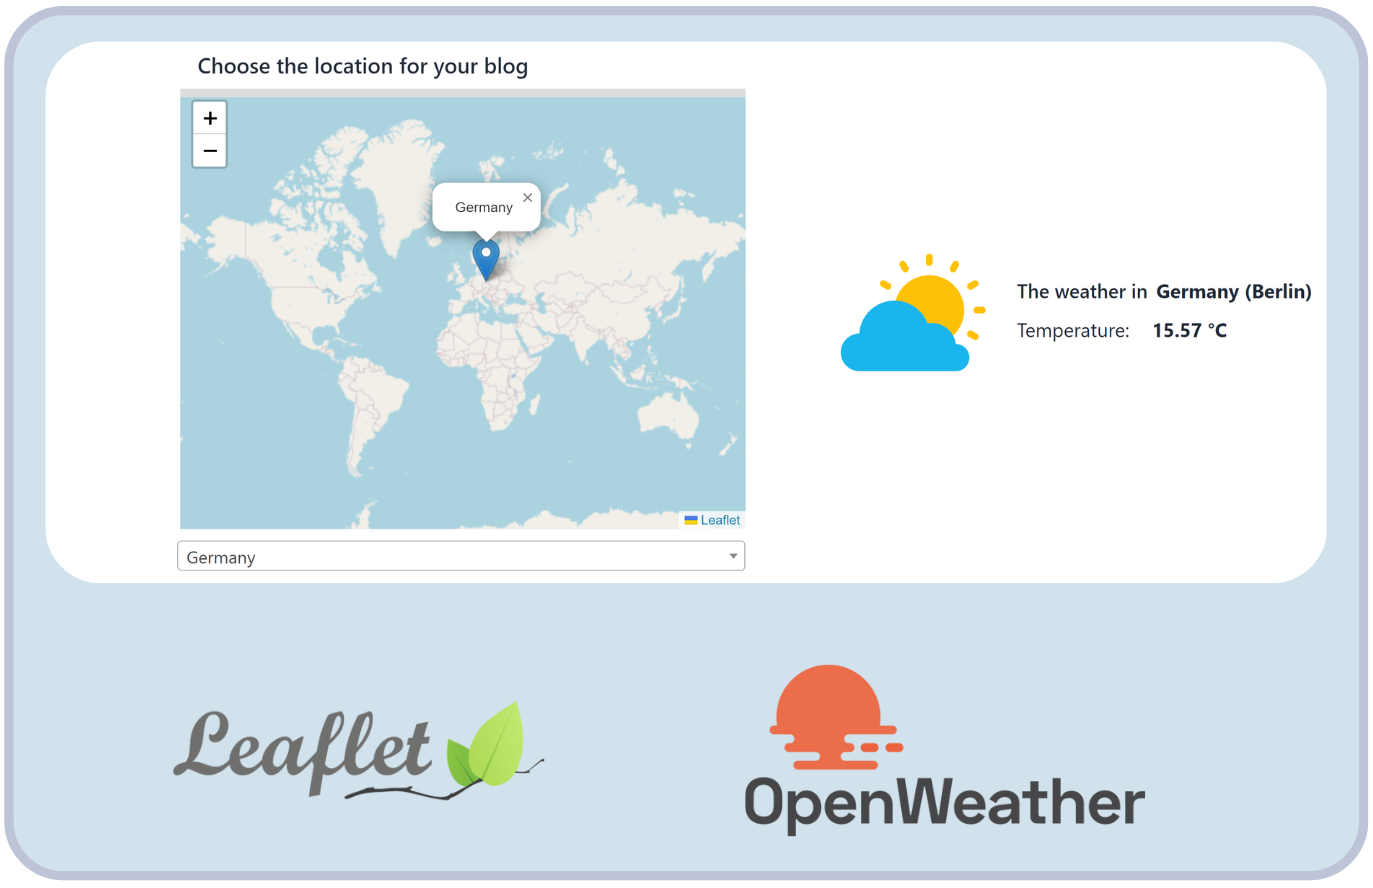 Choose the location for your blog
+
−
Germany ×
Leaflet
Germany
The weather in Germany (Berlin)
Temperature: 15.57 °C
Leaflet
OpenWeather